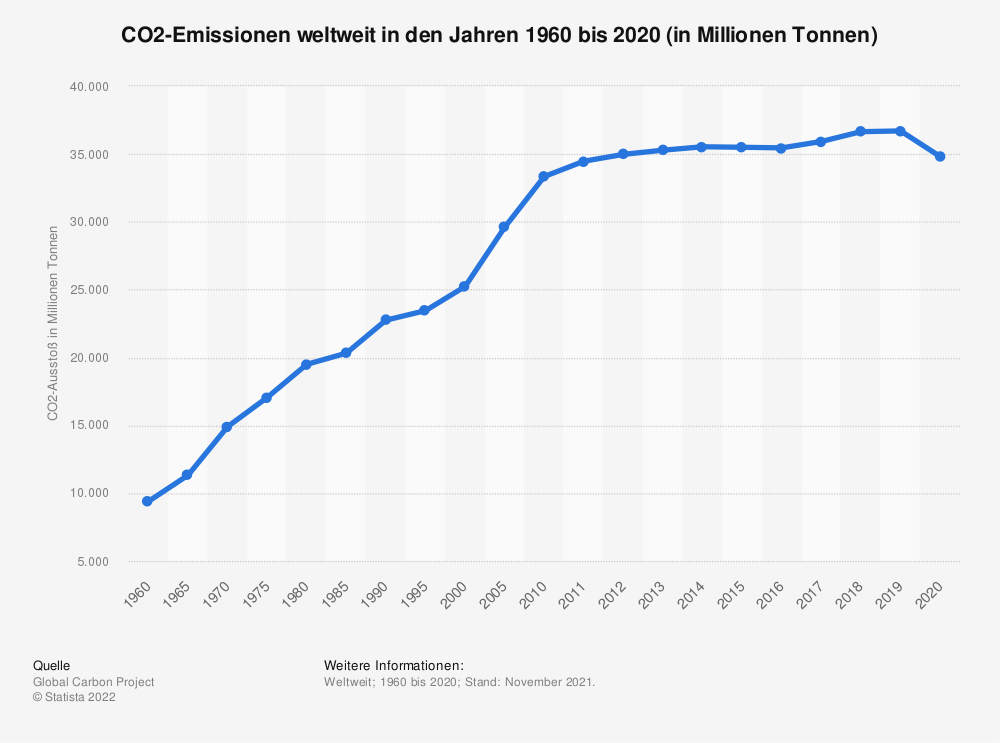 CO2-Emissionen weltweit in den Jahren 1960 bis 2020 (in Millionen Tonnen)
CO2-Ausstoß in Millionen Tonnen
40.000
35.000
30.000
25.000
20.000
15.000
10.000
5.000
1960 1965 1970 1975 1980 1985 1990 1995 2000 2005 2010 2011 2012 2013 2014 2015 2016 2017 2018 2019 2020
Quelle
Global Carbon Project
© Statista 2022
Weitere Informationen:
Weltweit; 1960 bis 2020; Stand: November 2021.